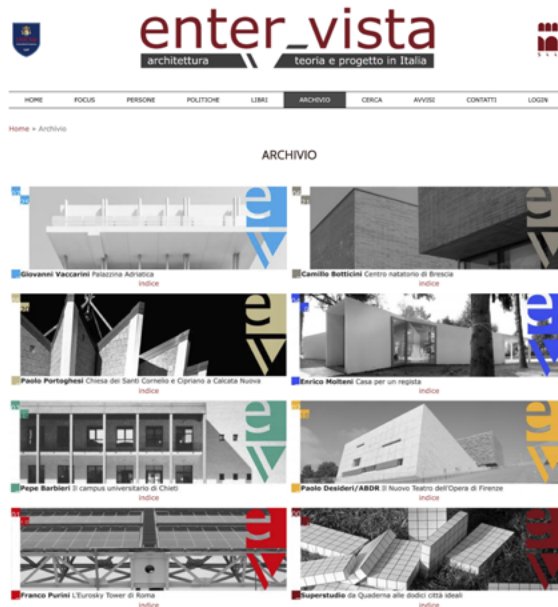 enter_vista
architettura teoria e progetto in Italia
HOME FOCUS PERSONE POLITICHE LIBRI ARCHIVIO CERCA AVVISI CONTATTI LOGIN
Home » Archivio
ARCHIVIO
Giovanni Vaccarini Palazzina Adriatica
indice
Camillo Botticini Centro natatorio di Brescia
indice
Paolo Portoghesi Chiesa dei Santi Cornelio e Cipriano a Calcata Nuova
indice
Enrico Molteni Casa per un regista
indice
Pepe Barbieri Il campus universitario di Chieti
indice
Paolo Desideri/ABDR Il Nuovo Teatro dell'Opera di Firenze
indice
Franco Purini L'Eurosky Tower di Roma
indice
Superstudio da Quaderna alle dodici città ideali
indice